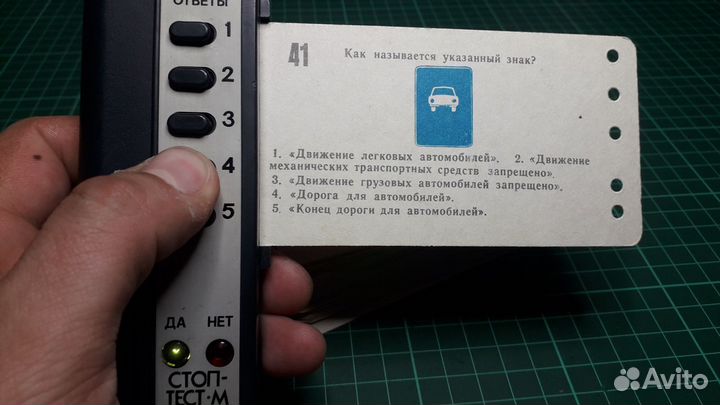 ОТВЕТЫ
1
2
3
4
5
ДА НЕТ
СТОП-
ТЕСТ·М
41 Как называется указанный знак?
1. «Движение легковых автомобилей». 2. «Движение
механических транспортных средств запрещено».
3. «Движение грузовых автомобилей запрещено».
4. «Дорога для автомобилей».
5. «Конец дороги для автомобилей».
Avito